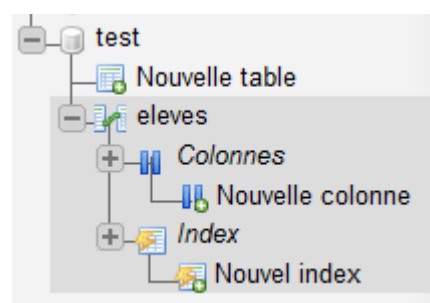 test
Nouvelle table
eleves
Colonnes
Nouvelle colonne
Index
Nouvel index